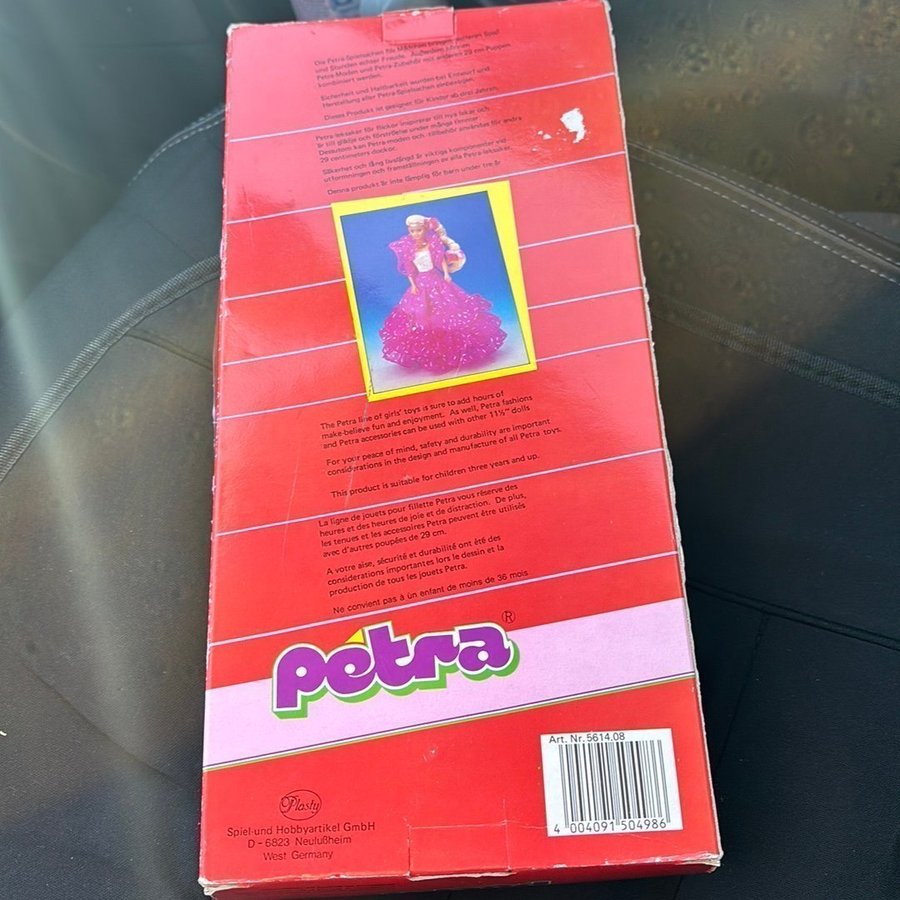 Die Petra-Spielsachen für Mädchen bringen weiteren Spaß
und Stunden echter Freude. Außerdem können
Petra-Moden und Petra-Zubehör mit anderen 29 cm Puppen
kombiniert werden.
Sicherheit und Haltbarkeit wurden bei Entwurf und
Herstellung aller Petra-Spielsachen einbezogen.
Dieses Produkt ist geeignet für Kinder ab drei Jahren.
Petra-leksaker för flickor inspirerar till nya lekar och
är till glädje och förströelse under många timmar.
Dessutom kan Petra-moden och. tillbehör användas för andra
29 centimeters-dockor.
Säkerhet och lång livslängd är viktiga komponenter vid
utformningen och framställningen av alla Petra-leksaker.
Denna produkt är inte lämplig för barn under tre år
The Petra line of girls' toys is sure to add hours of
make-believe fun and enjoyment. As well, Petra fashions
and Petra accessories can be used with other 11½" dolls
For your peace of mind, safety and durability are important
considerations in the design and manufacture of all Petra toys.
This product is suitable for children three years and up.
La ligne de jouets pour fillette Petra vous réserve des
heures et des heures de joie et de distraction. De plus,
les tenues et les accessoires Petra peuvent être utilisés
avec d'autres poupées de 29 cm.
A votre aise, sécurité et durabilité ont été des
considérations importantes lors le dessin et la
production de tous les jouets Petra.
Ne convient pas à un enfant de moins de 36 mois
petra ®
Art. Nr. 5614.08
4 004091 504986
Plasty
Spiel-und Hobbyartikel GmbH
D - 6823 Neulußheim
West Germany